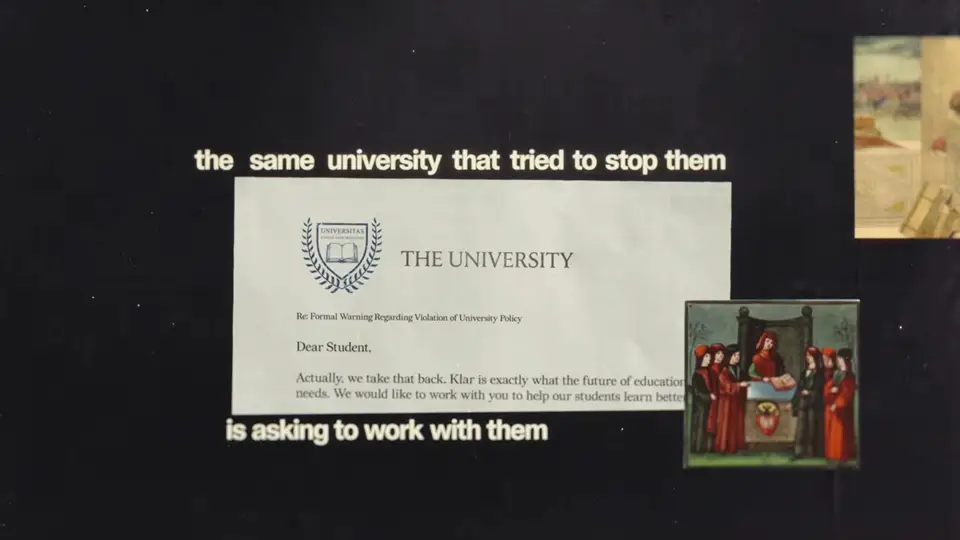 the same university that tried to stop them
UNIVERSITAS
THE UNIVERSITY
Re: Formal Warning Regarding Violation of University Policy
Dear Student,
Actually, we take that back. Klar is exactly what the future of education
needs. We would like to work with you to help our students learn bette
is asking to work with them